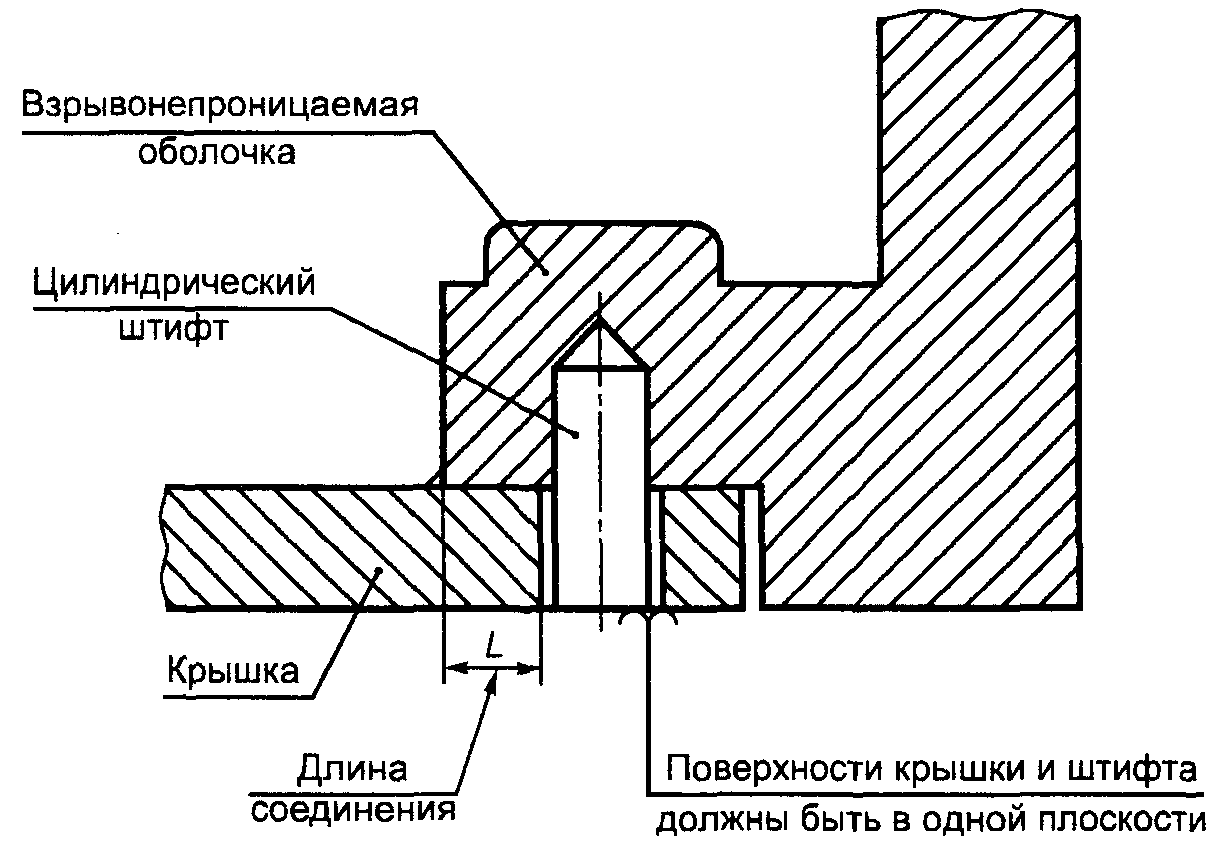 Взрывонепроницаемая
оболочка
Цилиндрический
штифт
Крышка
L
Длина
соединения
Поверхности крышки и штифта
должны быть в одной плоскости